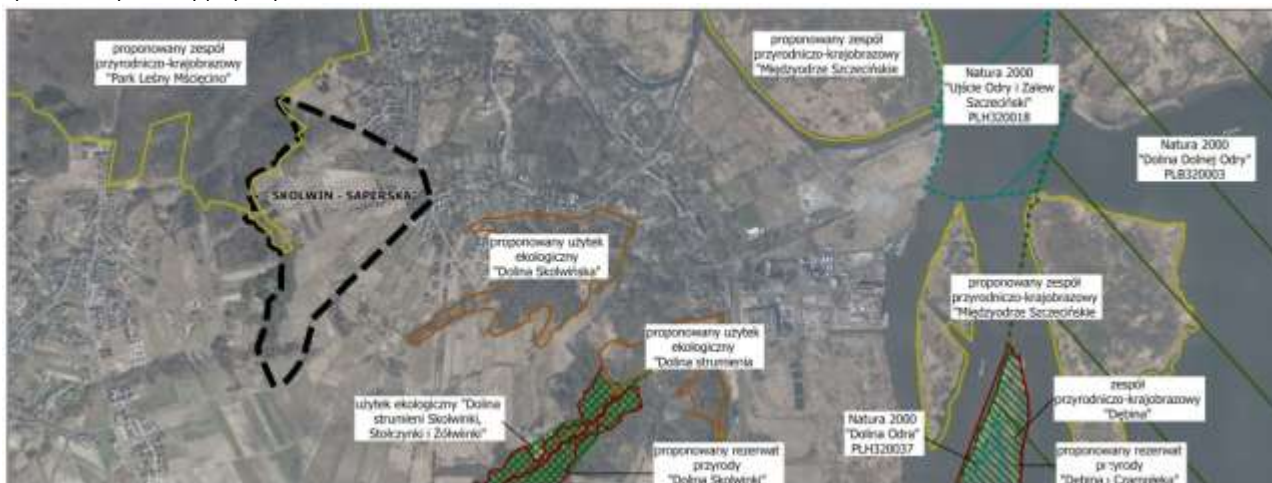 proponowany zespół
przyrodniczo-krajobrazowy
"Park Leśny Mścięcino"
proponowany zespół
przyrodniczo-krajobrazowy
"Międzyodrze Szczecińskie
Natura 2000
"Ujście Odry i Zalew
Szczeciński"
PLH320018
Natura 2000
"Dolina Dolnej Odry"
PLB320003
SKOLWIN - SAPERSKA
proponowany użytek
ekologiczny
"Dolina Skolwińska"
proponowany zespół
przyrodniczo-krajobrazowy
"Międzyodrze Szczecińskie
proponowany użytek
ekologiczny
"Dolina strumienia
użytek ekologiczny "Dolina
strumieni Skolwinki,
Stołczynki i Żółwinki"
zespół
przyrodniczo-krajobrazowy
"Dębina"
Natura 2000
"Dolna Odra"
PLH320037
proponowany rezerwat
przyrody
"Dolina Skolwinki"
proponowany rezerwat
przyrody
"Dębina i Czarnołęka"